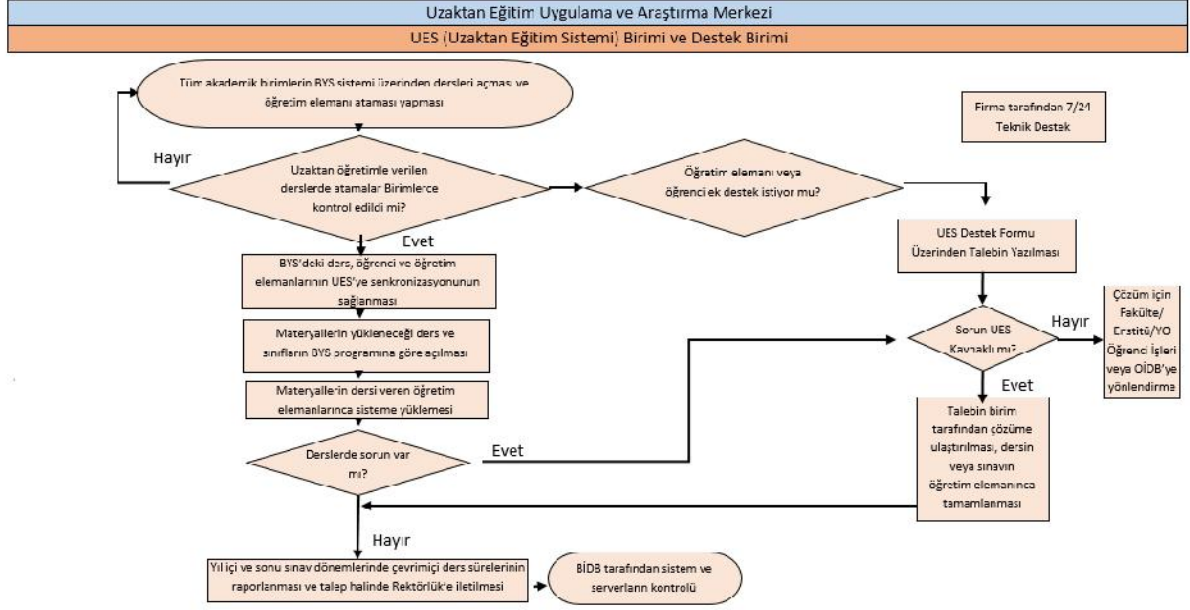 Uzaktan Eğitim Uygulama ve Araştırma Merkezi
UES (Uzaktan Eğitim Sistemi) Birimi ve Destek Birimi
Tüm akademik birimlerin BYS sistemi üzerinden dersleri açması ve
öğretim elemanı ataması yapması
Firma tarafından 7/24
Teknik Destek
Hayır
Uzaktan öğretimle verilen
derslerde atamalar Birimlerce
kontrol edildi mi?
Öğretim elemanı veya
öğrenci ek destek istiyor mu?
Evet
UES Destek Formu
Üzerinden Talebin Yazılması
BYS'deki ders, öğrenci ve öğretim
elemanlarının UES'ye senkronizasyonunun
sağlanması
Materyallerin yükleneceği ders ve
sınıfların BYS programına göre açılması
Sorun UES
Kaynaklı mı?
Hayır
Çözüm için
Fakülte/
Enstitü/YO
Öğrenci İşleri
veya OİDB'ye
yönlendirme
Materyallerin dersi veren öğretim
elemanlarınca sisteme yüklemesi
Evet
Talebin birim
tarafından çözüme
ulaştırılması, dersin
veya sınavın
öğretim elemanınca
tamamlanması
Derslerde sorun var
mı?
Evet
Hayır
Yıl içi ve sonu sınav dönemlerinde çevrimiçi ders sürelerinin
raporlanması ve talep halinde Rektörlük'e iletilmesi
BİDB tarafından sistem ve
serverların kontrolü